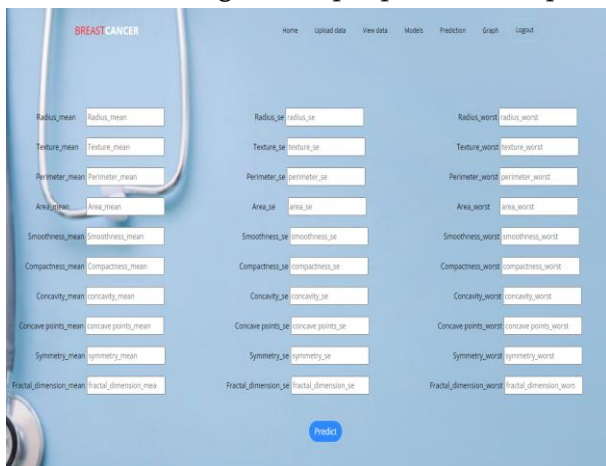 BREASTCANCER Home Upload data View data Models Prediction Graph Logout
Radius_mean Radius_mean Radius_se radius_se Radius_worst radius_worst
Texture_mean Texture_mean Texture_se texture_se Texture_worst texture_worst
Perimeter_mean Perimeter_mean Perimeter_se perimeter_se Perimeter_worst perimeter_worst
Area_mean Area_mean Area_se area_se Area_worst area_worst
Smoothness_mean Smoothness_mean Smoothness_se smoothness_se Smoothness_worst smoothness_worst
Compactness_mean Compactness_mean Compactness_se compactness_se Compactness_worst compactness_worst
Concavity_mean concavity_mean Concavity_se concavity_se Concavity_worst concavity_worst
Concave points_mean concave points_mean Concave points_se concave points_se Concave points_worst concave points_worst
Symmetry_mean symmetry_mean Symmetry_se symmetry_se Symmetry_worst symmetry_worst
Fractal_dimension_mean fractal_dimension_mea Fractal_dimension_se fractal_dimension_se Fractal_dimension_worst fractal_dimension_wors
Predict